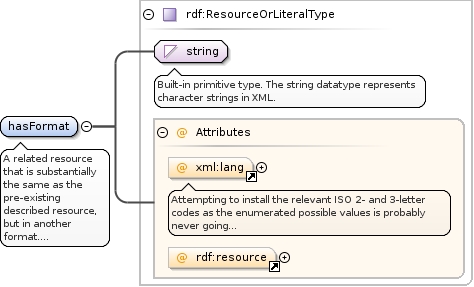 rdf:ResourceOrLiteralType
string
Built-in primitive type. The string datatype represents
character strings in XML.
hasFormat
A related resource
that is substantially
the same as the
pre-existing
described resource,
but in another
format....
@ Attributes
@ xml:lang
Attempting to install the relevant ISO 2- and 3-letter
codes as the enumerated possible values is probably
never going...
@ rdf:resource